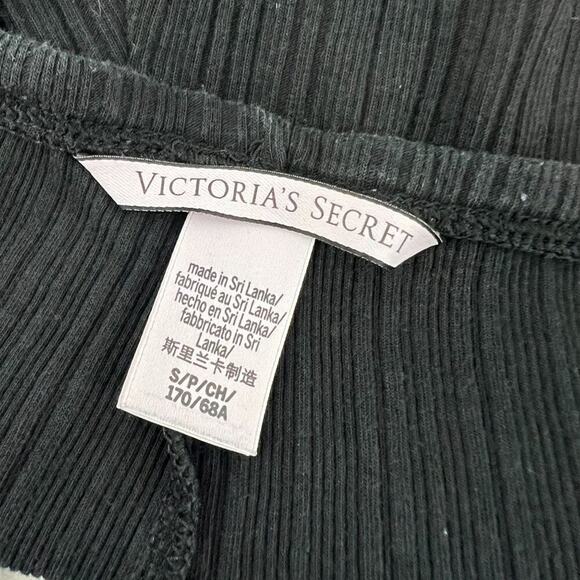 VICTORIA'S SECRET
made in Sri Lanka/
fabriqué au Sri Lanka/
hecho en Sri Lanka/
fabbricato in Sri
Lanka/
斯里兰卡制造
S/P/CH/
170/68A